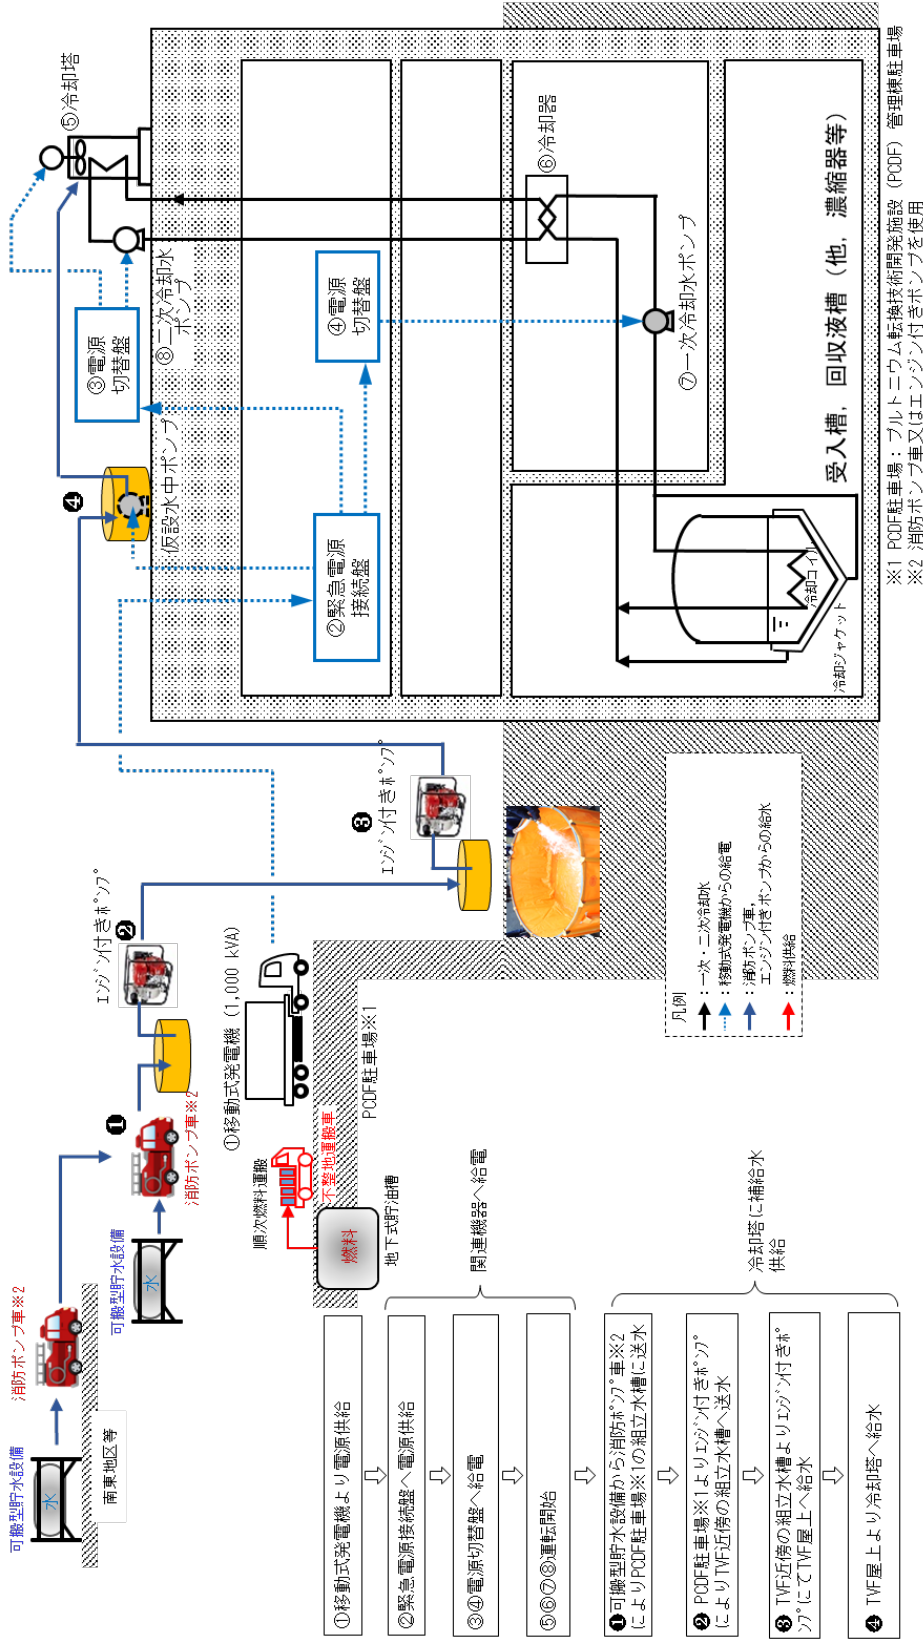 可搬型貯水設備
水
南東地区等
消防ポンプ車※2
可搬型貯水設備
水
❶
消防ポンプ車※2
❷
エンジン付きポンプ
❸
エンジン付きポンプ
①移動式発電機 (1,000 kVA)
PCDF駐車場※1
順次燃料運搬
不整地運搬車
燃料
地下式貯油槽
❹
仮設水中ポンプ
③電源
切替盤
⑧二次冷却水
ポンプ
⑤冷却塔
②緊急電源
接続盤
④電源
切替盤
⑥冷却器
⑦一次冷却水ポンプ
冷却コイル
冷却ジャケット
受入槽, 回収液槽 (他, 濃縮器等)
凡例
:一次・二次冷却水
:移動式発電機からの給電
:消防ポンプ車,
エンジン付きポンプからの給水
:燃料供給
①移動式発電機より電源供給
②緊急電源接続盤へ電源供給
③④電源切替盤へ給電
⑤⑥⑦⑧運転開始
関連機器へ給電
❶可搬型貯水設備から消防ポンプ車※2
によりPCDF駐車場※1の組立水槽に送水
❷ PCDF駐車場※1よりエンジン付きポンプ
によりTVF近傍の組立水槽へ送水
❸ TVF近傍の組立水槽よりエンジン付きポ
ンプにてTVF屋上へ給水
❹ TVF屋上より冷却塔へ給水
冷却塔に補給水
供給
※1 PCDF駐車場:プルトニウム転換技術開発施設 (PCDF) 管理棟駐車場
※2 消防ポンプ車又はエンジン付きポンプを使用